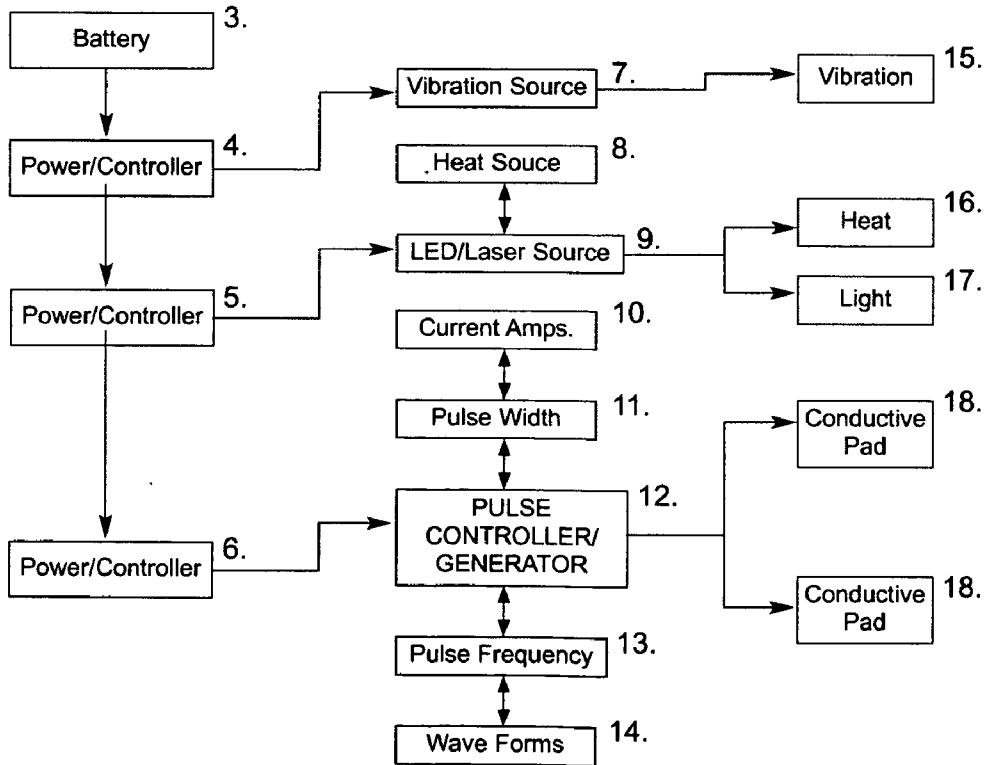 3.
Battery
15.
7.
Vibration Source
Vibration
4.
Power/Controller
8.
Heat Souce
16.
Heat
9.
LED/Laser Source
5.
Power/Controller
17.
Light
10.
Current Amps.
11.
Pulse Width
18.
Conductive
Pad
12.
PULSE
CONTROLLER/
GENERATOR
6.
Power/Controller
18.
Conductive
Pad
13.
Pulse Frequency
14.
Wave Forms